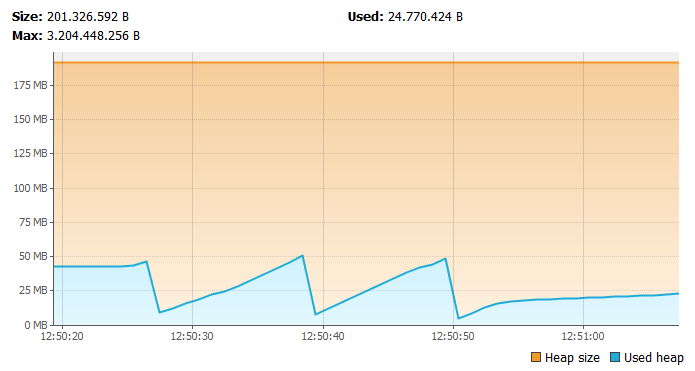 Size: 201.326.592 B
Used: 24.770.424 B
Max: 3.204.448.256 B
175 MB
150 MB
125 MB
100 MB
75 MB
50 MB
25 MB
0 MB
12:50:20
12:50:30
12:50:40
12:50:50
12:51:00
Heap size
Used heap